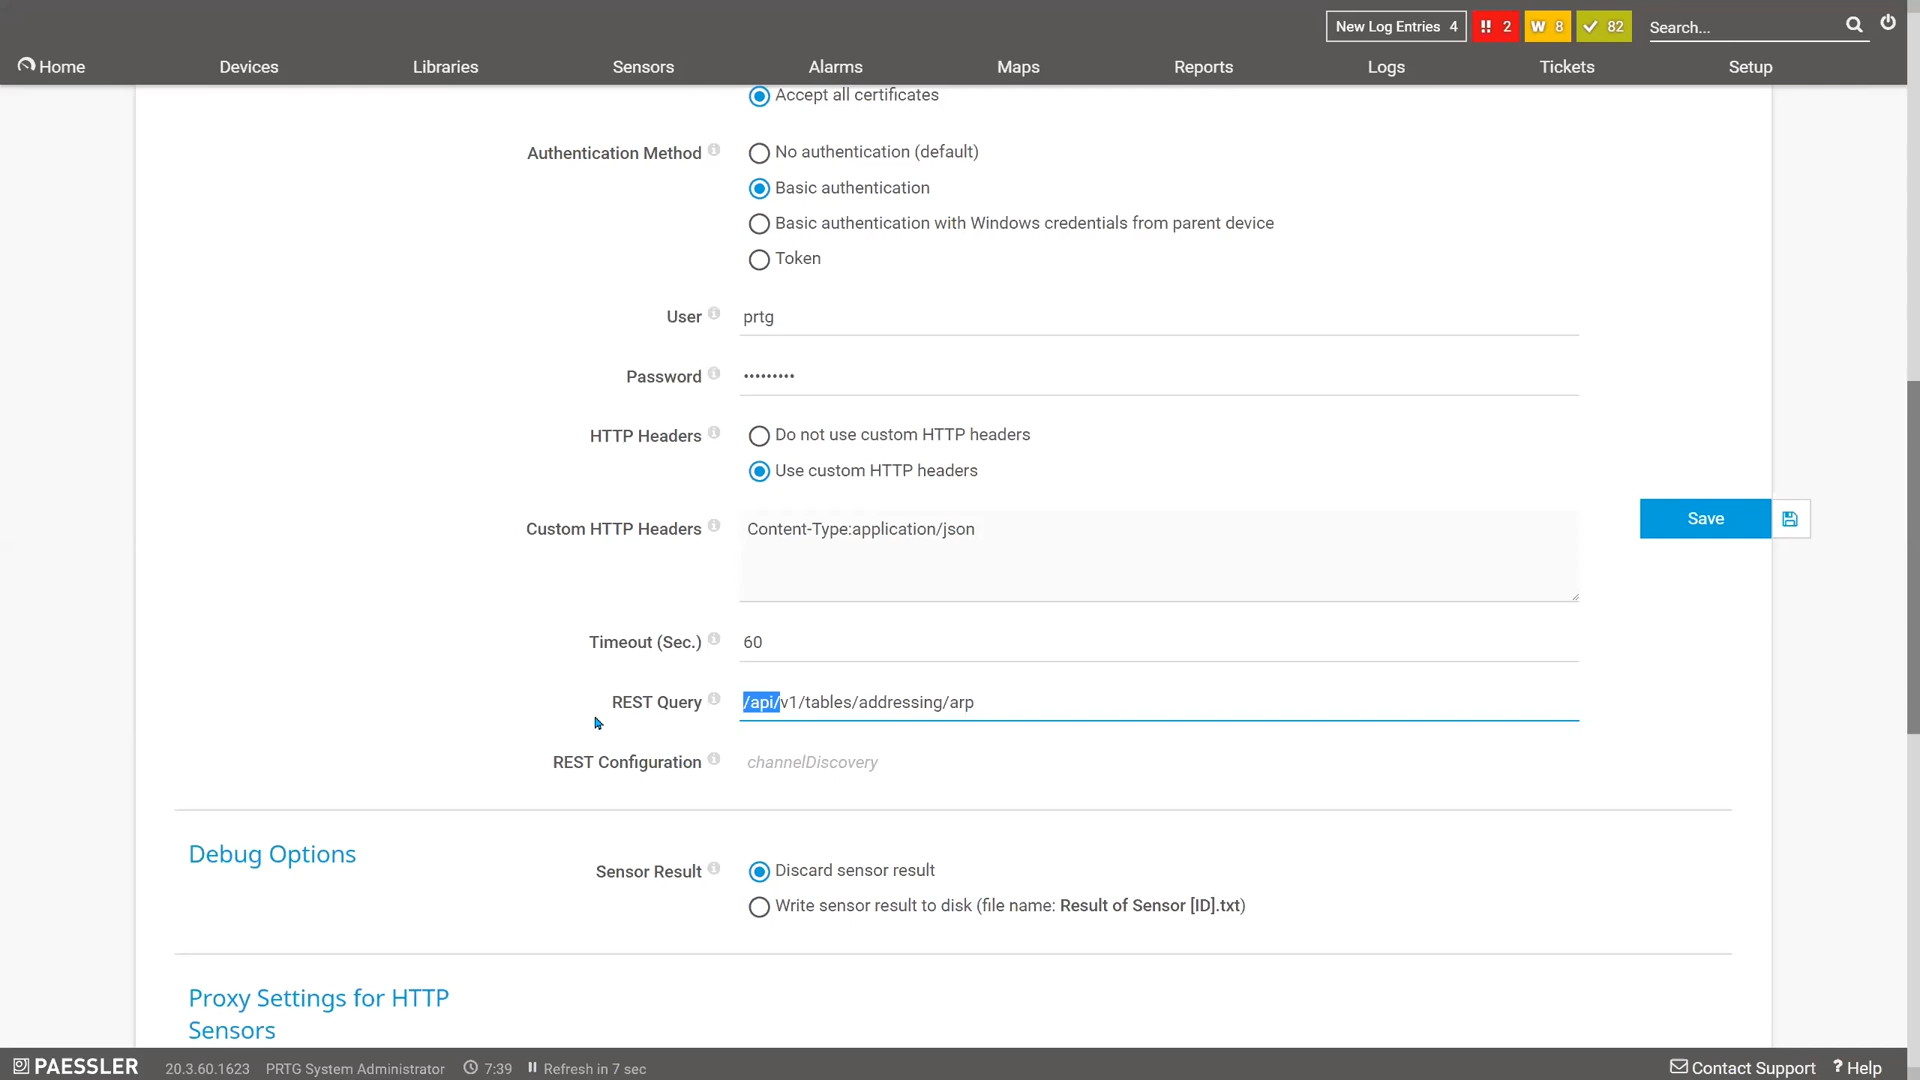 New Log Entries 4
!! 2
W 8
82
Search...
Home
Devices
Libraries
Sensors
Alarms
Maps
Reports
Logs
Tickets
Setup
Accept all certificates
Authentication Method
No authentication (default)
Basic authentication
Basic authentication with Windows credentials from parent device
Token
User
prtg
Password
•••••••••
HTTP Headers
Do not use custom HTTP headers
Use custom HTTP headers
Custom HTTP Headers
Content-Type:application/json
Save
Timeout (Sec.)
60
REST Query
/api/v1/tables/addressing/arp
REST Configuration
channelDiscovery
Debug Options
Sensor Result
Discard sensor result
Write sensor result to disk (file name: Result of Sensor [ID].txt)
Proxy Settings for HTTP
Sensors
PAESSLER
20.3.60.1623
PRTG System Administrator
7:39
Refresh in 7 sec
Contact Support
? Help